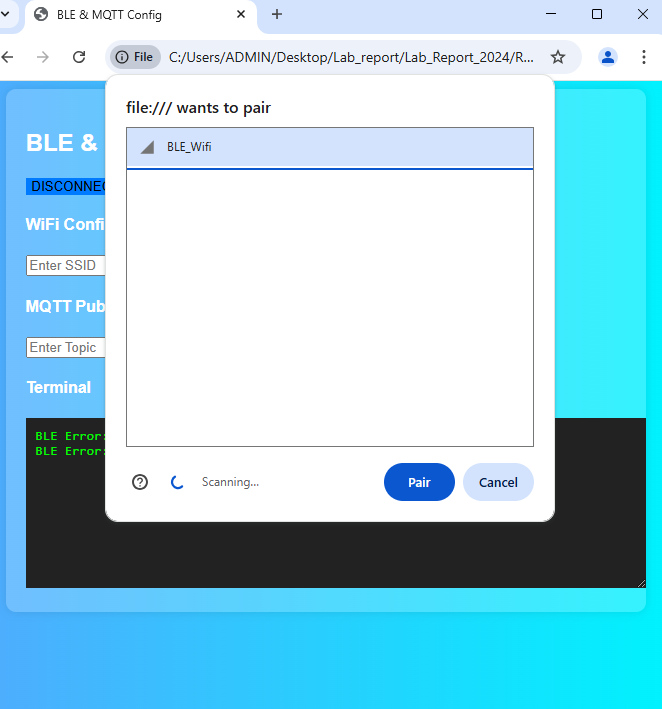 BLE & MQTT Config
File C:/Users/ADMIN/Desktop/Lab_report/Lab_Report_2024/R...
file:/// wants to pair
BLE_Wifi
BLE &
DISCONNEC
WiFi Confi
Enter SSID
MQTT Pub
Enter Topic
Terminal
BLE Error:
BLE Error:
Scanning...
Pair
Cancel